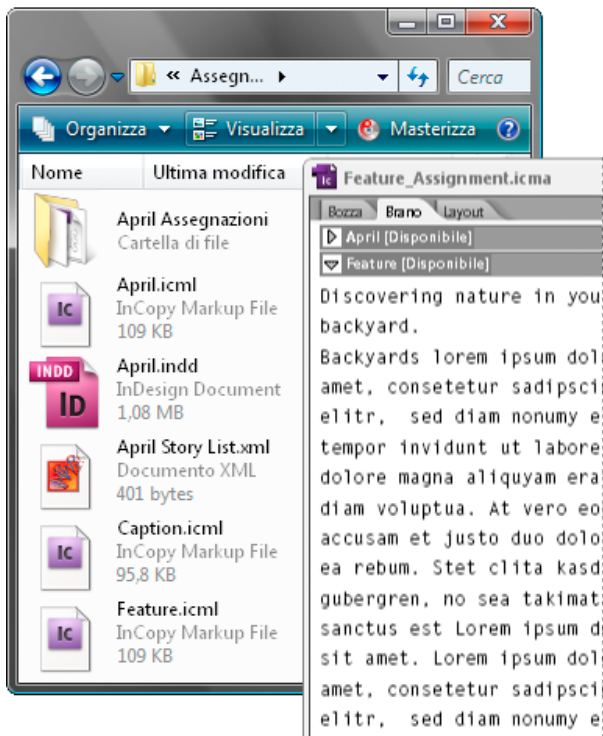 « Assegn...
Cerca
Organizza
Visualizza
Masterizza
?
Nome
Ultima modifica
April Assegnazioni
Cartella di file
Ic
April.icml
InCopy Markup File
109 KB
INDD
ID
April.indd
InDesign Document
1,08 MB
April Story List.xml
Documento XML
401 bytes
Ic
Caption.icml
InCopy Markup File
95,8 KB
Ic
Feature.icml
InCopy Markup File
109 KB
Ic
Feature_Assignment.icma
Bozza Brano Layout
April [Disponibile]
Feature [Disponibile]
Discovering nature in you
backyard.
Backyards lorem ipsum dol
amet, consetetur sadipsci
elitr, sed diam nonumy e
tempor invidunt ut labore
dolore magna aliquyam era
diam voluptua. At vero eo
accusam et justo duo dolo
ea rebum. Stet clita kasd
gubergren, no sea takimat
sanctus est Lorem ipsum d
sit amet. Lorem ipsum dol
amet, consetetur sadipsci
elitr, sed diam nonumy e